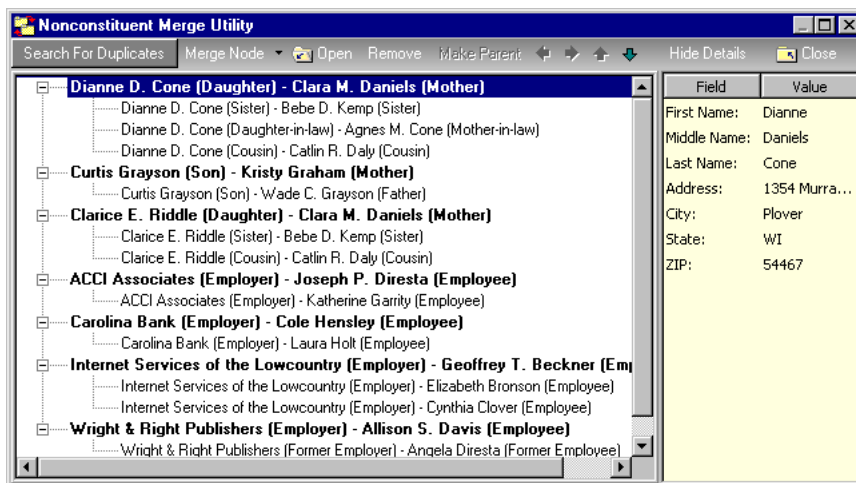 Nonconstituent Merge Utility
Search For Duplicates Merge Node Open Remove Make Parent Hide Details Close
Dianne D. Cone (Daughter) - Clara M. Daniels (Mother)
Dianne D. Cone (Sister) - Bebe D. Kemp (Sister)
Dianne D. Cone (Daughter-in-law) - Agnes M. Cone (Mother-in-law)
Dianne D. Cone (Cousin) - Catlin R. Daly (Cousin)
Curtis Grayson (Son) - Kristy Graham (Mother)
Curtis Grayson (Son) - Wade C. Grayson (Father)
Clarice E. Riddle (Daughter) - Clara M. Daniels (Mother)
Clarice E. Riddle (Sister) - Bebe D. Kemp (Sister)
Clarice E. Riddle (Cousin) - Catlin R. Daly (Cousin)
ACCI Associates (Employer) - Joseph P. Diresta (Employee)
ACCI Associates (Employer) - Katherine Garrity (Employee)
Carolina Bank (Employer) - Cole Hensley (Employee)
Carolina Bank (Employer) - Laura Holt (Employee)
Internet Services of the Lowcountry (Employer) - Geoffrey T. Beckner (Em
Internet Services of the Lowcountry (Employer) - Elizabeth Bronson (Employee)
Internet Services of the Lowcountry (Employer) - Cynthia Clover (Employee)
Wright & Right Publishers (Employer) - Allison S. Davis (Employee)
Wright & Right Publishers (Former Employer) - Angela Diresta (Former Employee)
Field Value
First Name: Dianne
Middle Name: Daniels
Last Name: Cone
Address: 1354 Murra...
City: Plover
State: WI
ZIP: 54467